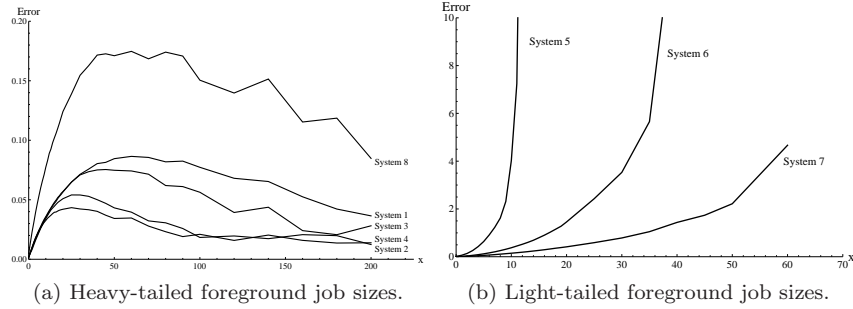 Error
0.20
0.15
0.10
0.05
0.00
0
50
100
150
200
x
System 8
System 1
System 3
System 4
System 2
(a) Heavy-tailed foreground job sizes.
Error
10
8
6
4
2
0
0
10
20
30
40
50
60
70
x
System 5
System 6
System 7
(b) Light-tailed foreground job sizes.